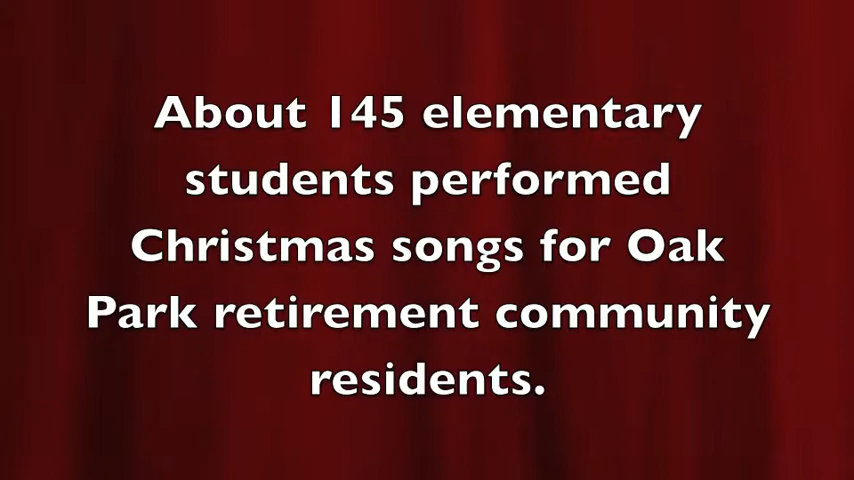 About 145 elementary
students performed
Christmas songs for Oak
Park retirement community
residents.